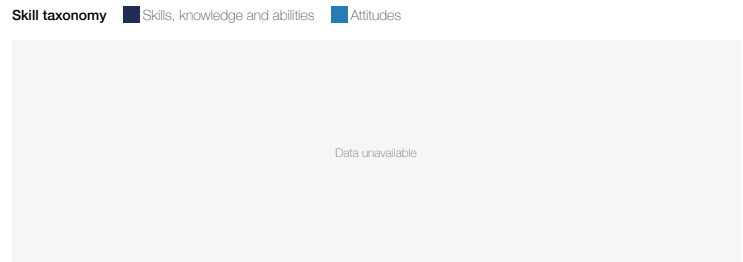 Skill taxonomy Skills, knowledge and abilities Attitudes
Data unavailable